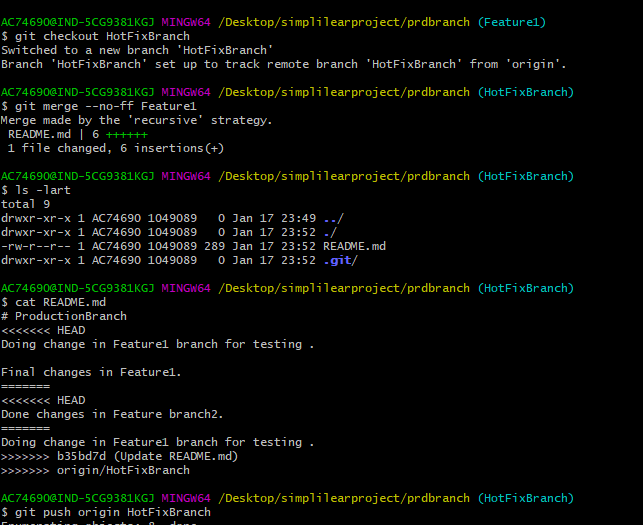 AC74690@IND-5CG9381KGJ MINGW64 /Desktop/simplilearproject/prdbranch (Feature1)
$ git checkout HotFixBranch
Switched to a new branch 'HotFixBranch'
Branch 'HotFixBranch' set up to track remote branch 'HotFixBranch' from 'origin'.
AC74690@IND-5CG9381KGJ MINGW64 /Desktop/simplilearproject/prdbranch (HotFixBranch)
$ git merge --no-ff Feature1
Merge made by the 'recursive' strategy.
README.md | 6 ++++++
1 file changed, 6 insertions(+)
AC74690@IND-5CG9381KGJ MINGW64 /Desktop/simplilearproject/prdbranch (HotFixBranch)
$ ls -lart
total 9
drwxr-xr-x 1 AC74690 1049089 0 Jan 17 23:49 ../
drwxr-xr-x 1 AC74690 1049089 0 Jan 17 23:52 ./
-rw-r--r-- 1 AC74690 1049089 289 Jan 17 23:52 README.md
drwxr-xr-x 1 AC74690 1049089 0 Jan 17 23:52 .git/
AC74690@IND-5CG9381KGJ MINGW64 /Desktop/simplilearproject/prdbranch (HotFixBranch)
$ cat README.md
# ProductionBranch
<<<<<<< HEAD
Doing change in Feature1 branch for testing .
Final changes in Feature1.
=======
<<<<<<< HEAD
Done changes in Feature branch2.
=======
Doing change in Feature1 branch for testing .
>>>>>>> b35bd7d (Update README.md)
>>>>>>> origin/HotFixBranch
AC74690@IND-5CG9381KGJ MINGW64 /Desktop/simplilearproject/prdbranch (HotFixBranch)
$ git push origin HotFixBranch
Enumerating objects: 8, done.